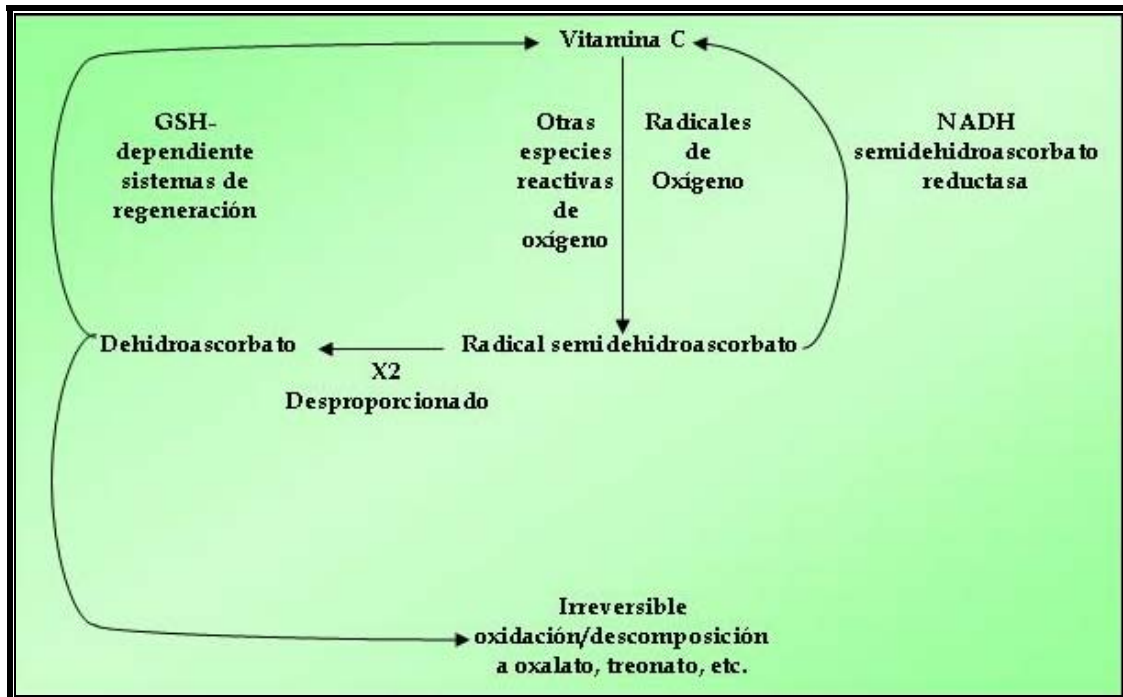 Vitamina C
GSH-
dependiente
sistemas de
regeneración
Otras
especies
reactivas
de
oxígeno
Radicales
de
Oxígeno
NADH
semidehidroascorbato
reductasa
Dehidroascorbato
Radical semidehidroascorbato
X2
Desproporcionado
Irreversible
oxidación/descomposición
a oxalato, treonato, etc.